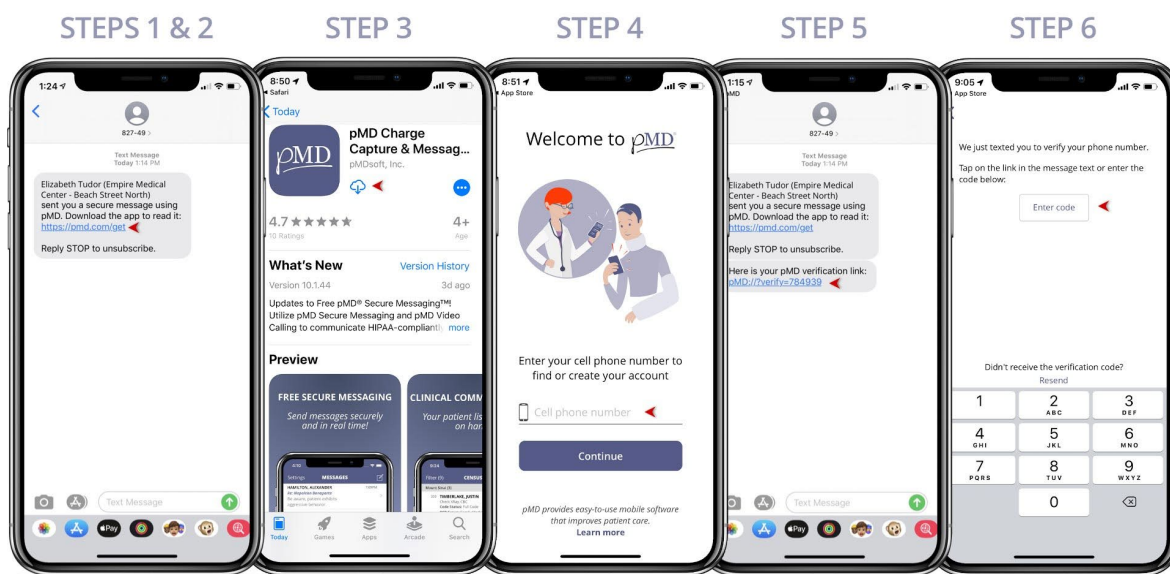 STEPS 1 & 2
STEP 3
STEP 4
STEP 5
STEP 6
1:24
827-49 >
Text Message
Today 1:14 PM
Elizabeth Tudor (Empire Medical
Center - Beach Street North)
sent you a secure message using
pMD. Download the app to read it:
https://pmd.com/get
Reply STOP to unsubscribe.
Text Message
Pay
8:50
Safari
Today
pMD
pMD Charge
Capture & Messag...
pMDsoft, Inc.
4.7 ★★★★★
4+
10 Ratings
Age
What's New
Version History
Version 10.1.44
3d ago
Updates to Free pMD® Secure Messaging™!
Utilize pMD Secure Messaging and pMD Video
Calling to communicate HIPAA-compliantly
more
Preview
FREE SECURE MESSAGING
Send messages securely
and in real time!
Settings MESSAGES
HAMILTON, ALEXANDER
CLINICAL COMM
Your patient lis
on han
CENSUS
TIMBERLAKE, JUSTIN
Today
Games
Apps
Arcade
Search
8:51
App Store
Welcome to pMD
Enter your cell phone number to
find or create your account
Cell phone number
Continue
pMD provides easy-to-use mobile software
that improves patient care.
Learn more
1:15
pMD
827-49 >
Text Message
Today 1:14 PM
Elizabeth Tudor (Empire Medical
Center - Beach Street North)
sent you a secure message using
pMD. Download the app to read it:
https://pmd.com/get
Reply STOP to unsubscribe.
Here is your pMD verification link:
pMD://?verify=784939
Text Message
Pay
9:05
App Store
We just texted you to verify your phone number.
Tap on the link in the message text or enter the
code below:
Enter code
Didn't receive the verification code?
Resend
1
2
ABC
3
DEF
4
GHI
5
JKL
6
MNO
7
PQRS
8
TUV
9
WXYZ
0